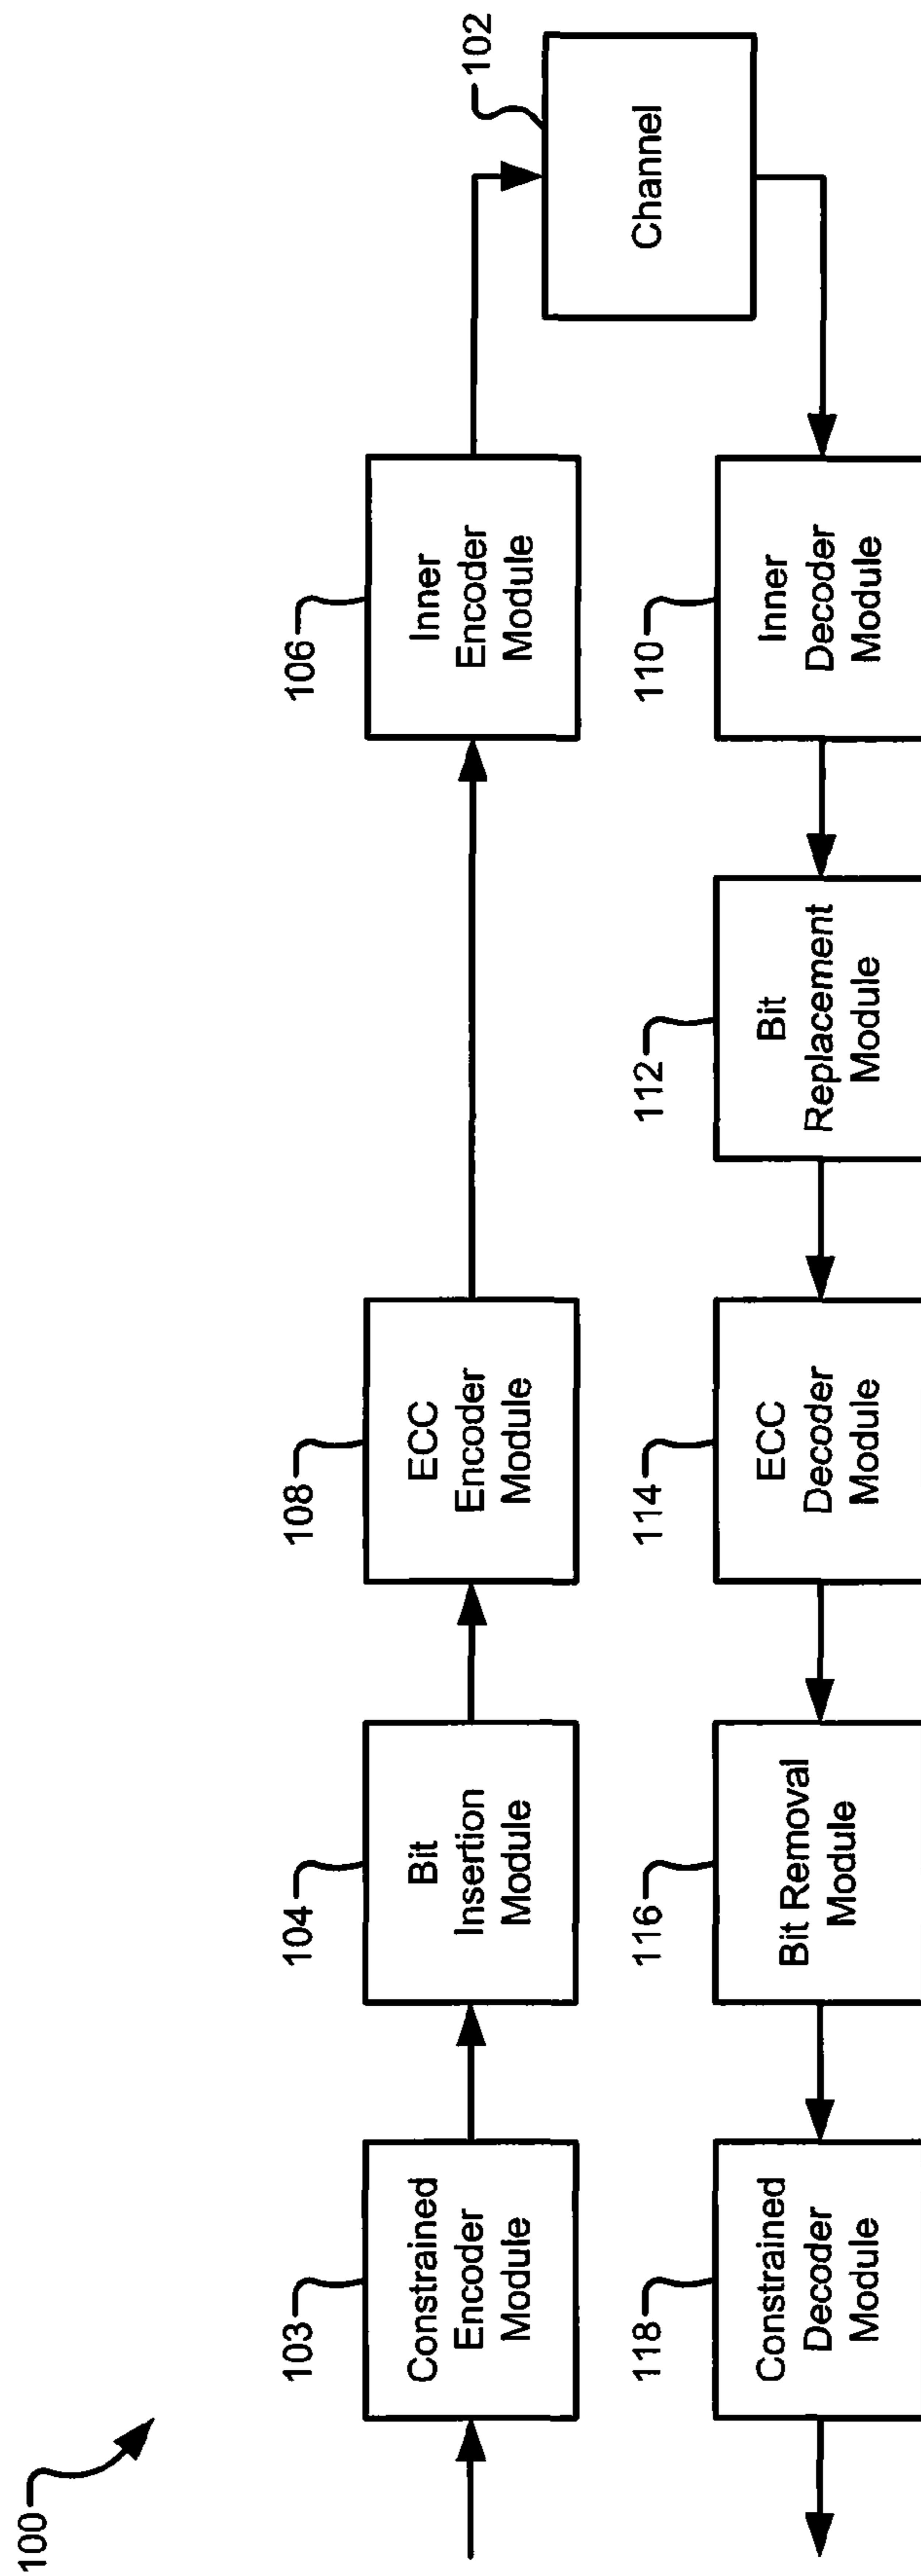 100
103
Constrained
Encoder
Module
104
Bit
Insertion
Module
108
ECC
Encoder
Module
106
Inner
Encoder
Module
102
Channel
118
Constrained
Decoder
Module
116
Bit Removal
Module
114
ECC
Decoder
Module
112
Bit
Replacement
Module
110
Inner
Decoder
Module